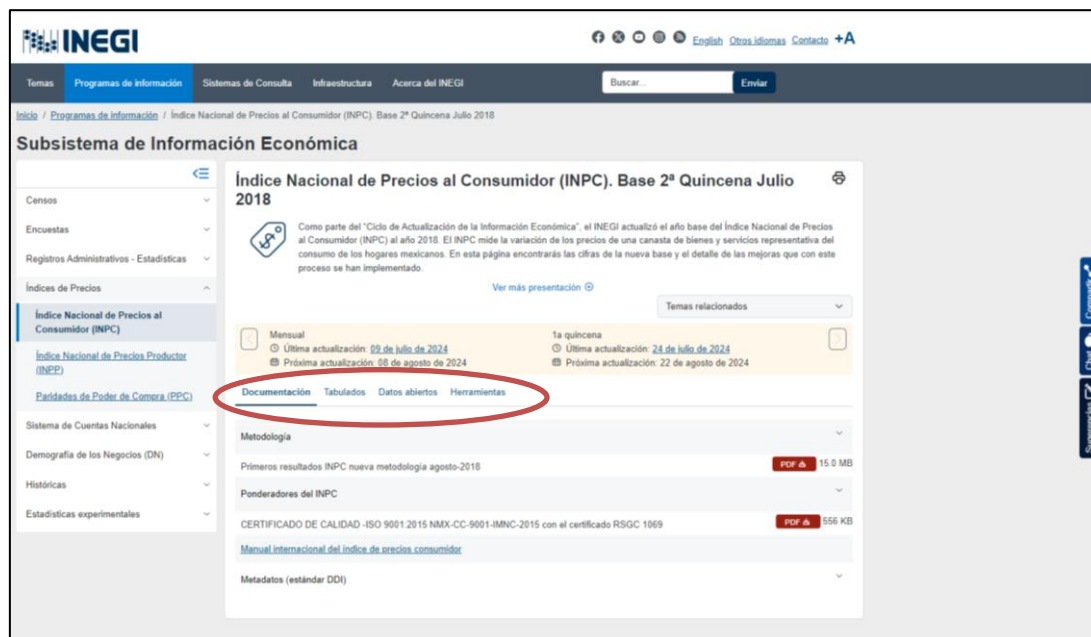 INEGI
English Otros idiomas Contacto +A
Temas Programas de información Sistemas de Consulta Infraestructura Acerca del INEGI Buscar... Enviar
Inicio / Programas de información / Índice Nacional de Precios al Consumidor (INPC). Base 2ª Quincena Julio 2018
Subsistema de Información Económica
Censos
Encuestas
Registros Administrativos - Estadísticas
Índices de Precios
Índice Nacional de Precios al
Consumidor (INPC)
Índice Nacional de Precios Productor
(INPP)
Paridades de Poder de Compra (PPC)
Sistema de Cuentas Nacionales
Demografía de los Negocios (DN)
Históricas
Estadísticas experimentales
Índice Nacional de Precios al Consumidor (INPC). Base 2ª Quincena Julio
2018
Como parte del "Ciclo de Actualización de la Información Económica", el INEGI actualizó el año base del Índice Nacional de Precios
al Consumidor (INPC) al año 2018. El INPC mide la variación de los precios de una canasta de bienes y servicios representativa del
consumo de los hogares mexicanos. En esta página encontrarás las cifras de la nueva base y el detalle de las mejoras que con este
proceso se han implementado.
Ver más presentación
Temas relacionados
Mensual
Última actualización: 09 de julio de 2024
Próxima actualización: 08 de agosto de 2024
1a quincena
Última actualización: 24 de julio de 2024
Próxima actualización: 22 de agosto de 2024
Documentación Tabulados Datos abiertos Herramientas
Metodología
Primeros resultados INPC nueva metodología agosto-2018 PDF 15.0 MB
Ponderadores del INPC
CERTIFICADO DE CALIDAD -ISO 9001:2015 NMX-CC-9001-IMNC-2015 con el certificado RSGC 1069 PDF 556 KB
Manual internacional del índice de precios consumidor
Metadatos (estándar DDI)